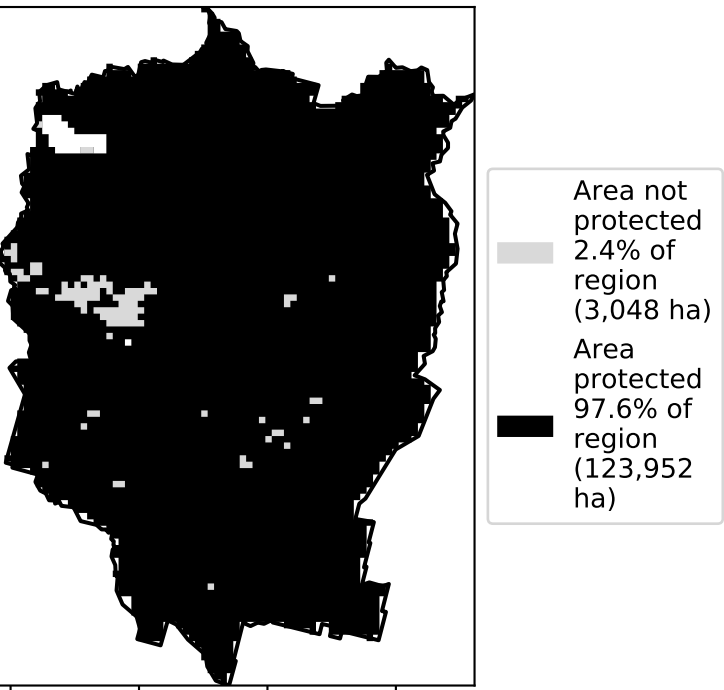 Area not
protected
2.4% of
region
(3,048 ha)
Area
protected
97.6% of
region
(123,952
ha)